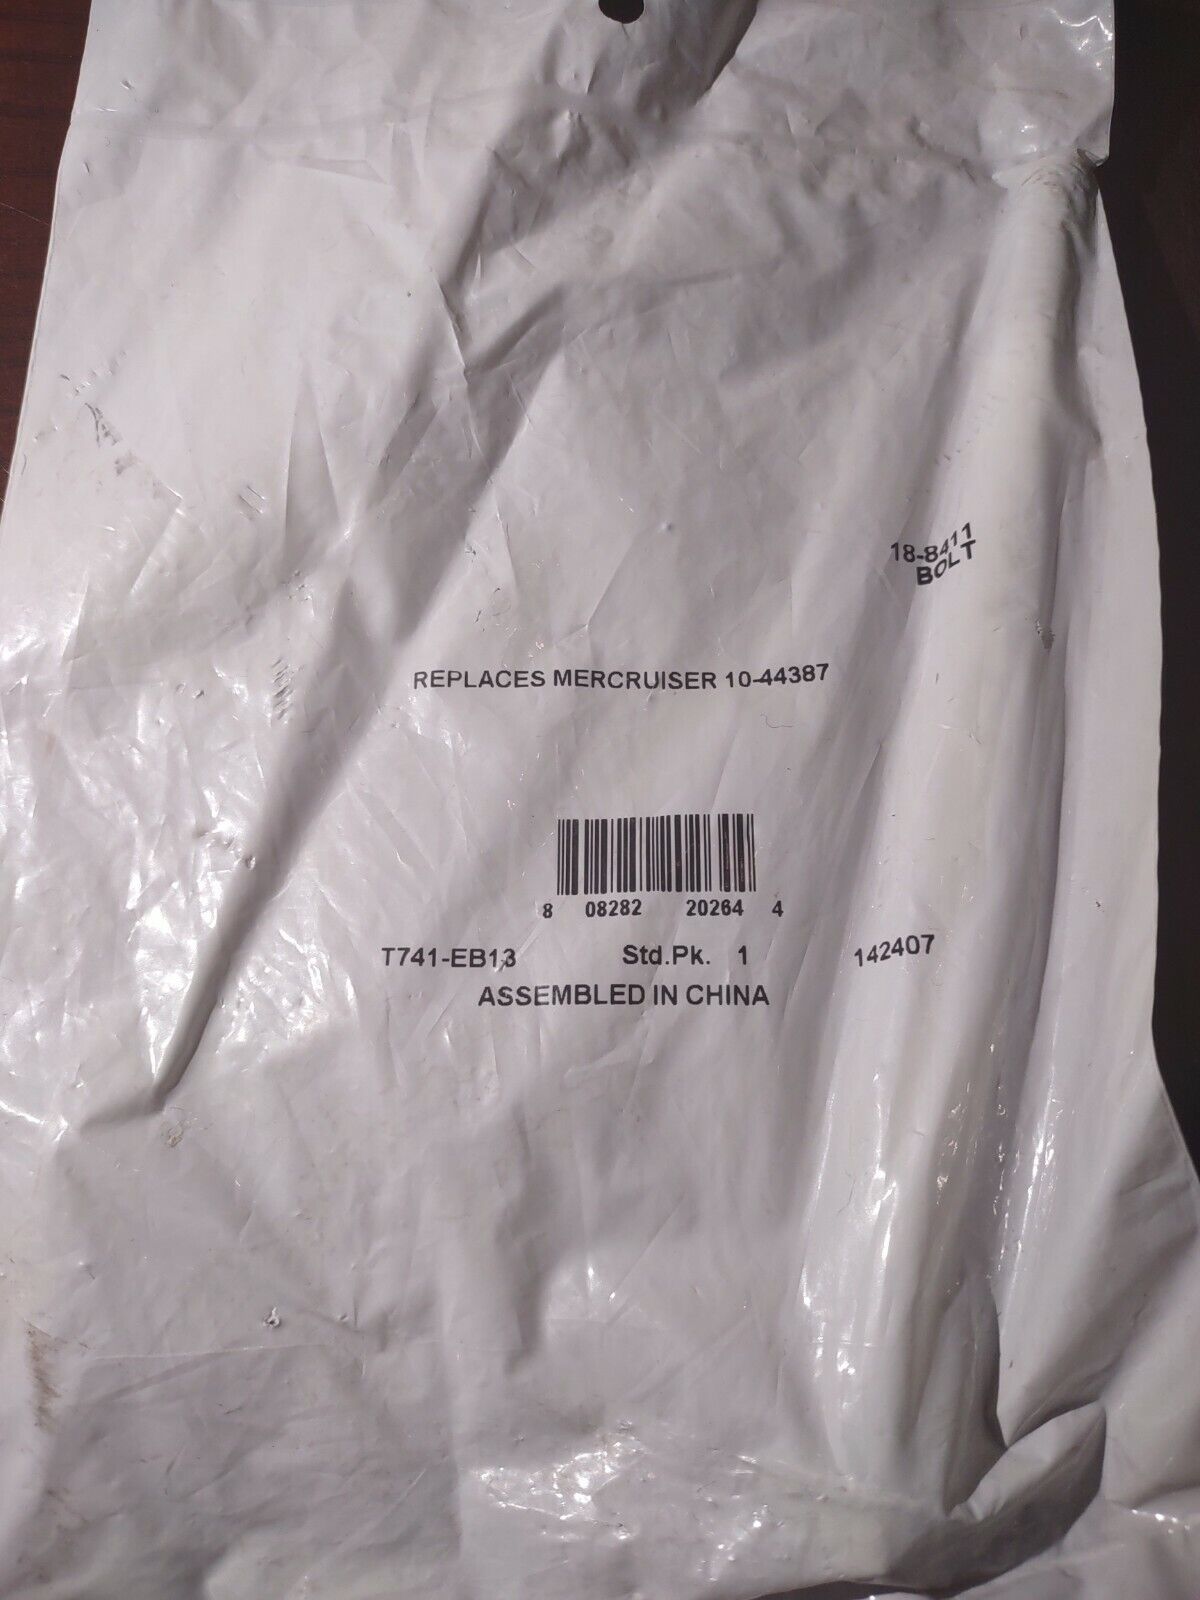 18-8411
BOLT
REPLACES MERCRUISER 10-44387
8 08282 20264 4
T741-EB13 Std.Pk. 1 142407
ASSEMBLED IN CHINA